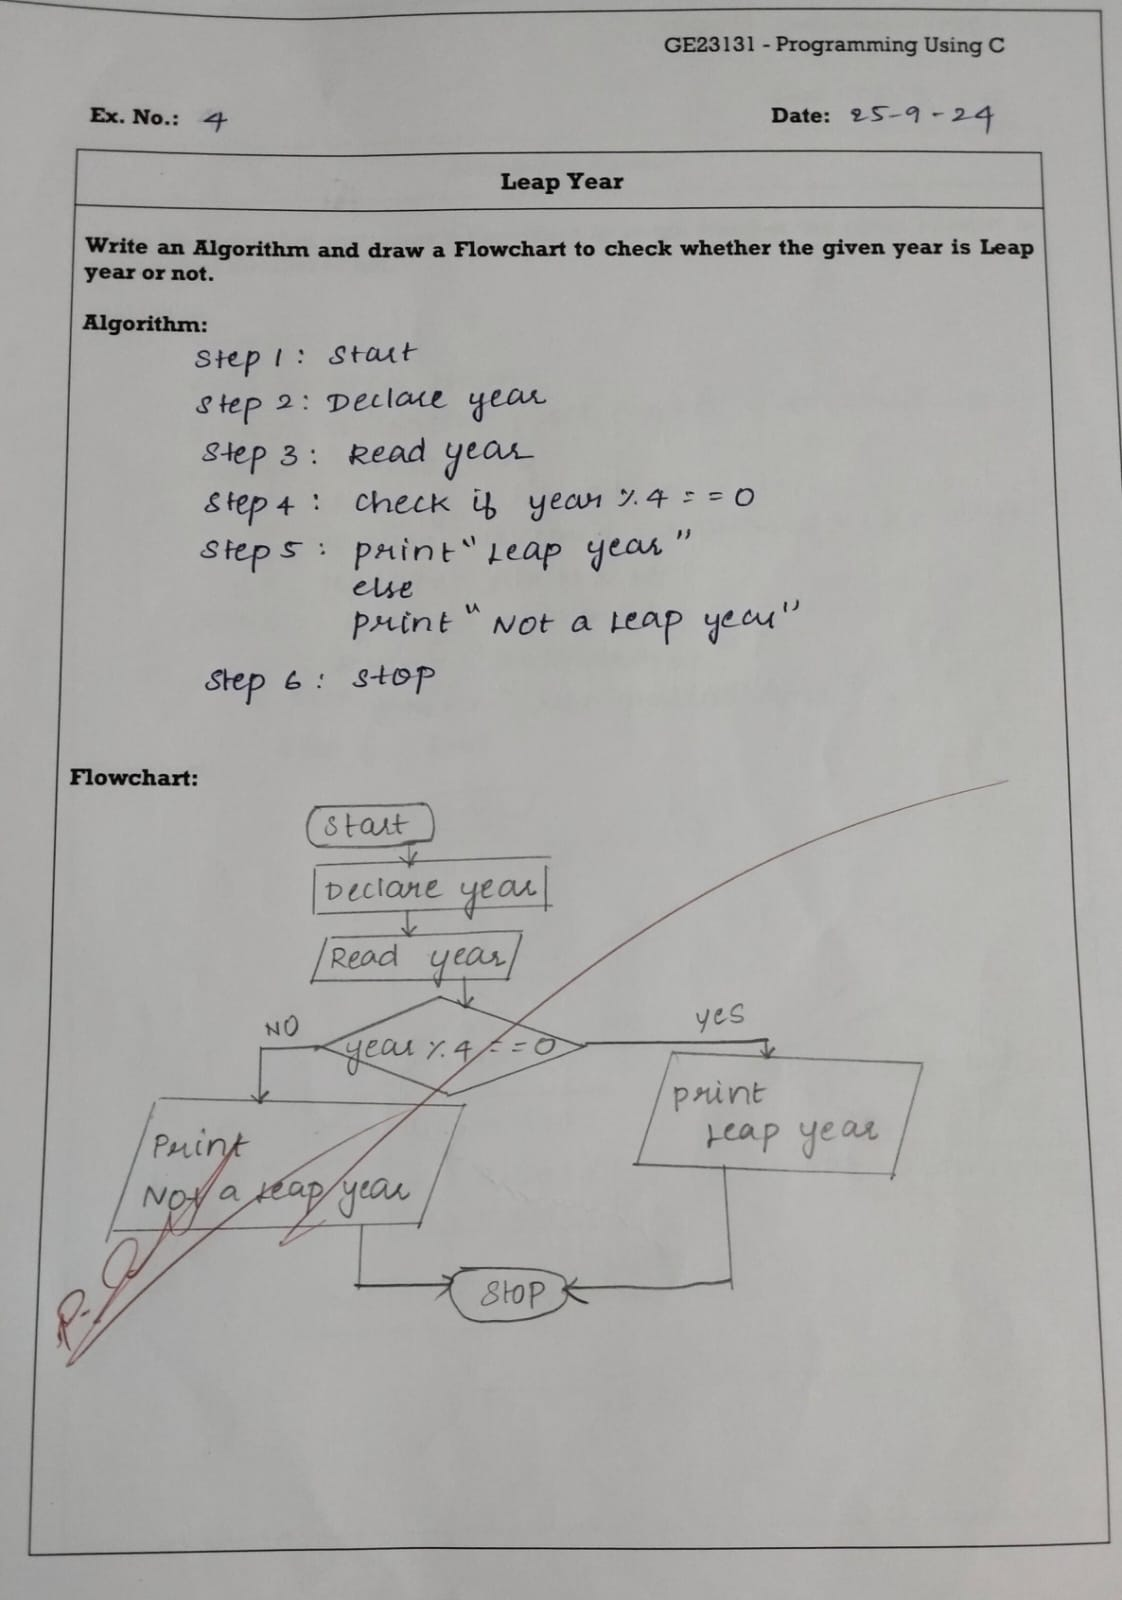 GE23131 - Programming Using C
Ex. No.: 4
Date: 25-9-24
Leap Year
Write an Algorithm and draw a Flowchart to check whether the given year is Leap
year or not.
Algorithm:
Step 1: Start
Step 2: Declare year
Step 3: Read year
Step 4: check if year % 4 == 0
Step 5: print "Leap year"
else
print "Not a Leap year"
Step 6: Stop
Flowchart:
Start
Declare year
Read year
NO
year % 4 == 0
yes
Print
Not a Leap year
print
Leap year
Stop